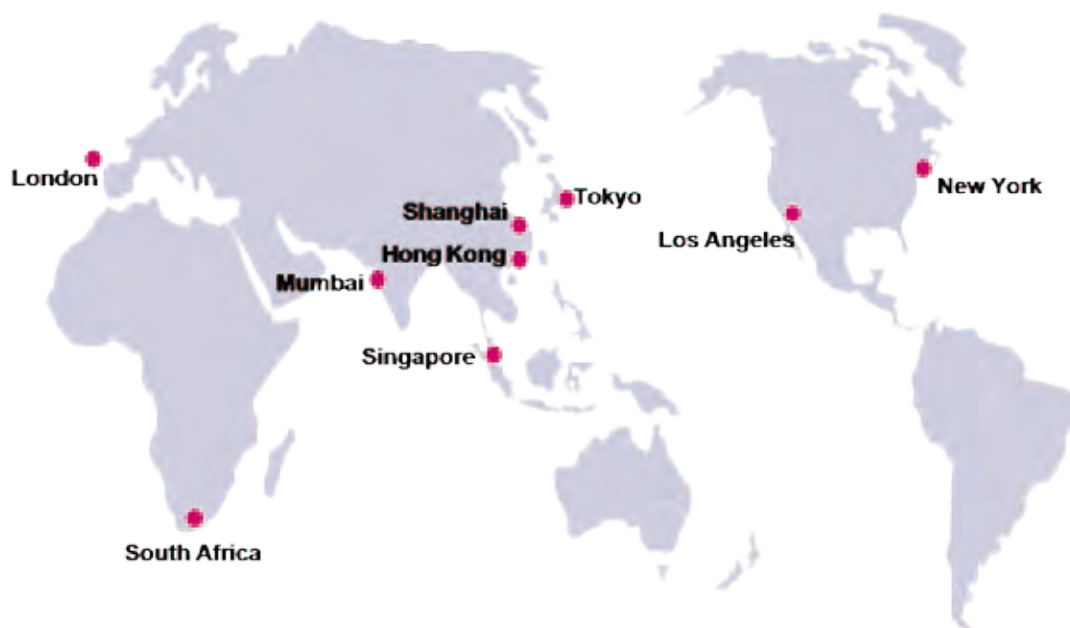 London
Tokyo
New York
Shanghai
Los Angeles
Hong Kong
Mumbai
Singapore
South Africa